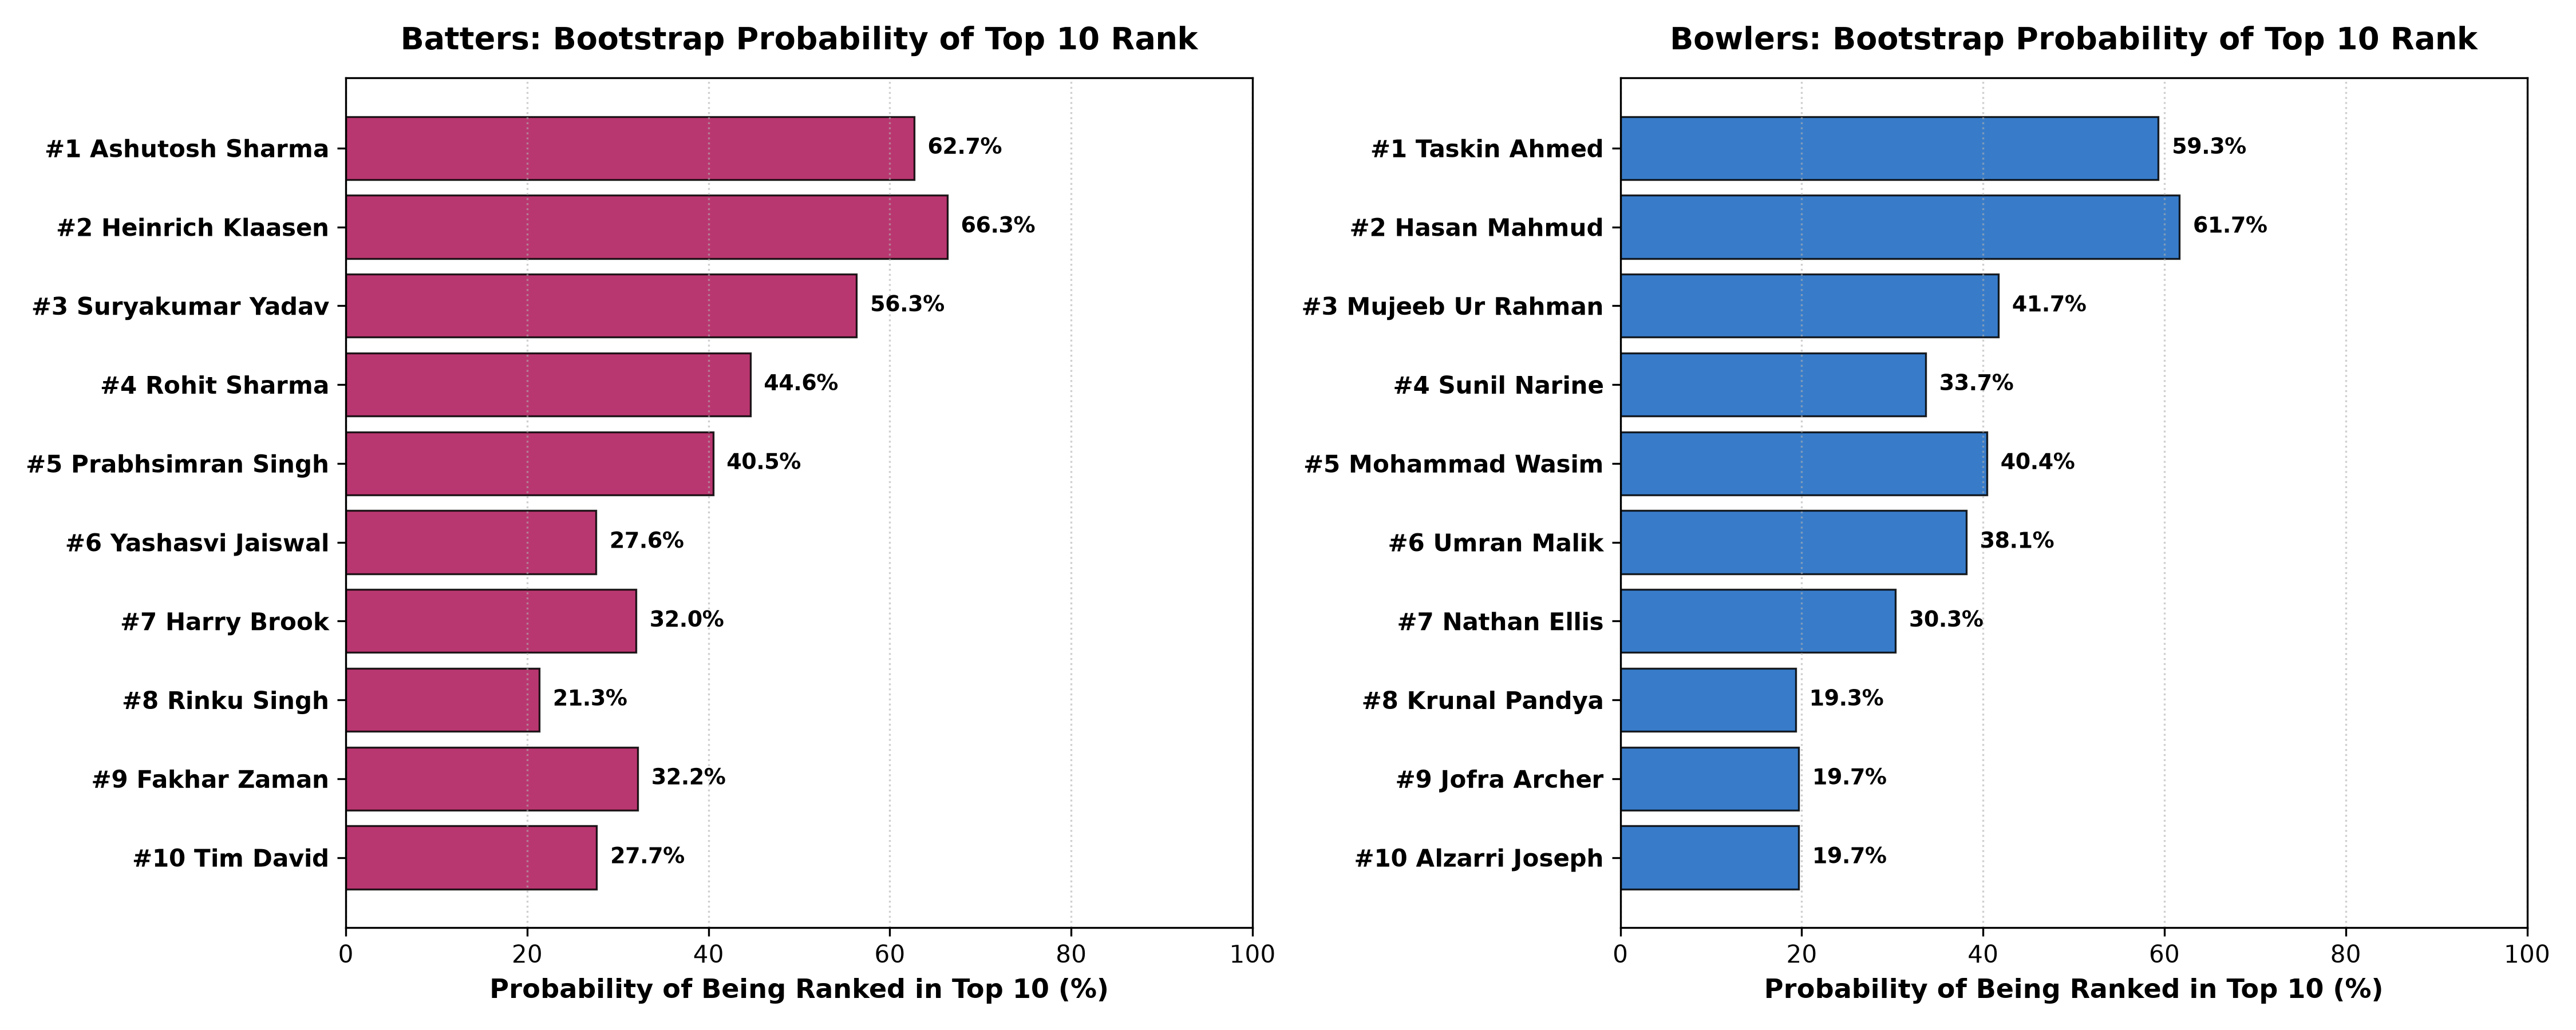 Batters: Bootstrap Probability of Top 10 Rank
#1 Ashutosh Sharma 62.7%
#2 Heinrich Klaasen 66.3%
#3 Suryakumar Yadav 56.3%
#4 Rohit Sharma 44.6%
#5 Prabhsimran Singh 40.5%
#6 Yashasvi Jaiswal 27.6%
#7 Harry Brook 32.0%
#8 Rinku Singh 21.3%
#9 Fakhar Zaman 32.2%
#10 Tim David 27.7%
0 20 40 60 80 100
Probability of Being Ranked in Top 10 (%)
Bowlers: Bootstrap Probability of Top 10 Rank
#1 Taskin Ahmed 59.3%
#2 Hasan Mahmud 61.7%
#3 Mujeeb Ur Rahman 41.7%
#4 Sunil Narine 33.7%
#5 Mohammad Wasim 40.4%
#6 Umran Malik 38.1%
#7 Nathan Ellis 30.3%
#8 Krunal Pandya 19.3%
#9 Jofra Archer 19.7%
#10 Alzarri Joseph 19.7%
0 20 40 60 80 100
Probability of Being Ranked in Top 10 (%)